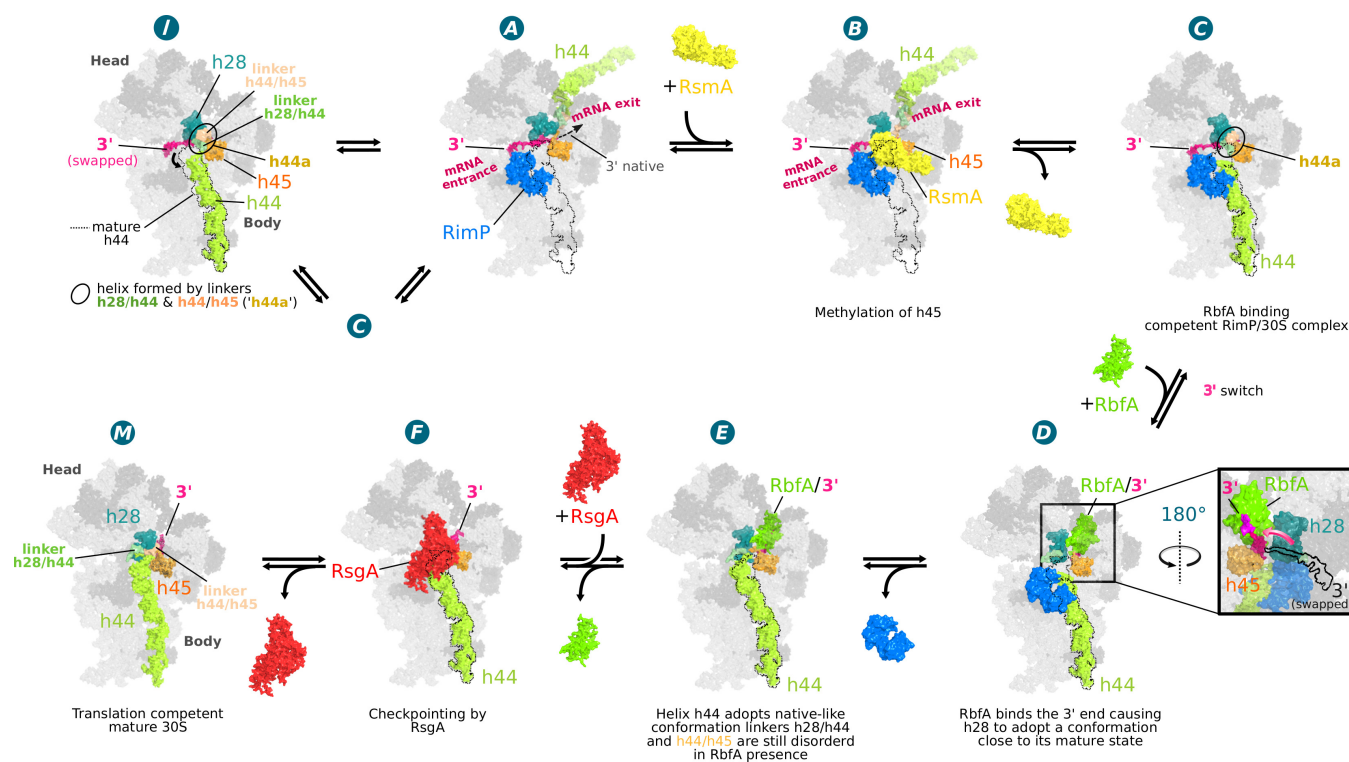 I
Head
h28
linker
h44/h45
linker
h28/h44
3'
(swapped)
h44a
h45
h44
Body
mature
h44
helix formed by linkers
h28/h44 & h44/h45 ('h44a')
A
h44
mRNA exit
3'
mRNA
entrance
3' native
RimP
+RsmA
B
h44
mRNA exit
3'
mRNA
entrance
h45
RsmA
Methylation of h45
C
3'
h44a
h44
RbfA binding
competent RimP/30S complex
C
+RbfA
3' switch
M
Head
3'
h28
linker
h28/h44
h45
linker
h44/h45
h44
Body
Translation competent
mature 30S
F
3'
RsgA
h44
Checkpointing by
RsgA
+RsgA
E
RbfA/3'
h44
Helix h44 adopts native-like
conformation linkers h28/h44
and h44/h45 are still disorderd
in RbfA presence
D
RbfA/3'
h44
RbfA binds the 3' end causing
h28 to adopt a conformation
close to its mature state
180°
3'
RbfA
h28
h45
3'
(swapped)